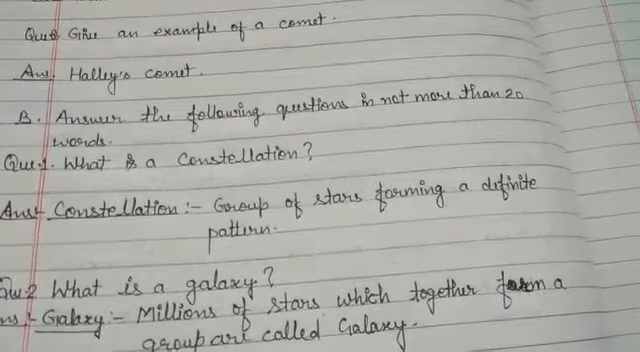 Que6. Give an example of a comet.
Ans. Halley's comet.
B. Answer the following questions in not more than 20
words.
Que.1. What is a Constellation?
Ans- Constellation:- Group of stars forming a definite
pattern.
Que.2 What is a galaxy?
ns:- Galaxy:- Millions of stars which together form a
group are called Galaxy.